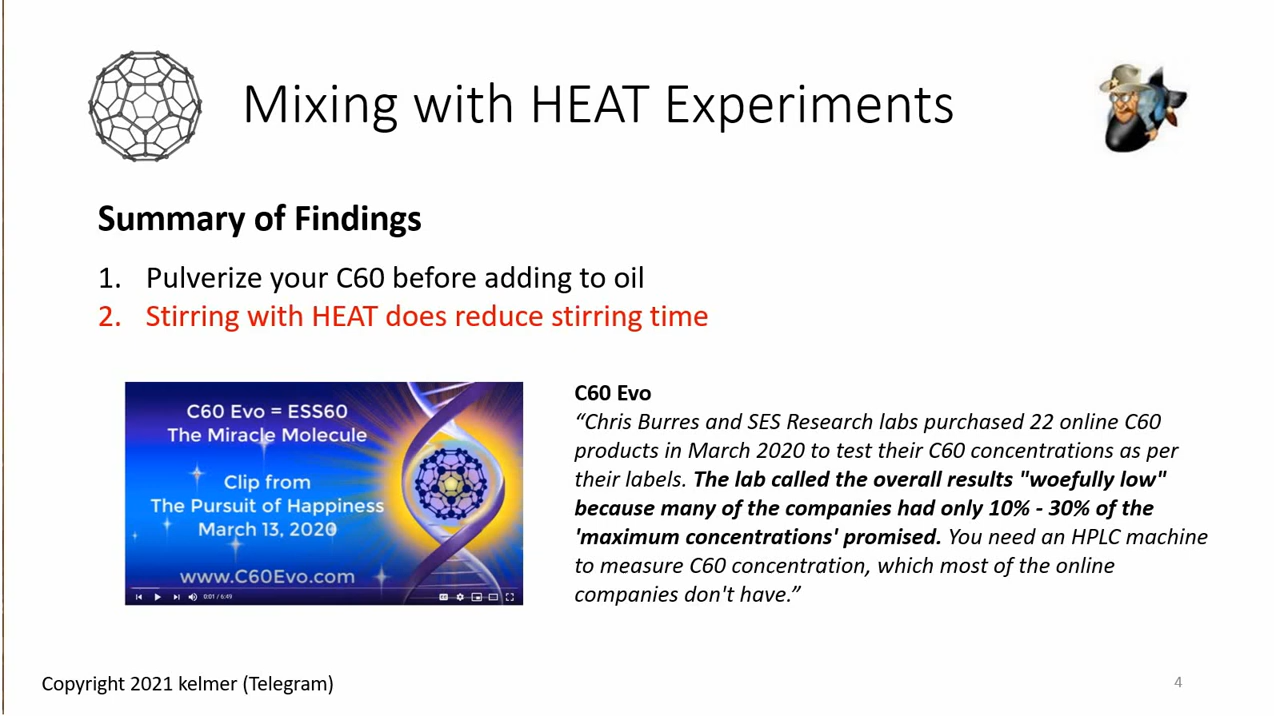 Mixing with HEAT Experiments
Summary of Findings
1. Pulverize your C60 before adding to oil
2. Stirring with HEAT does reduce stirring time
C60 Evo = ESS60
The Miracle Molecule
Clip from
The Pursuit of Happiness
March 13, 2020
www.C60Evo.com
0:01 / 6:49
C60 Evo
“Chris Burres and SES Research labs purchased 22 online C60
products in March 2020 to test their C60 concentrations as per
their labels. The lab called the overall results "woefully low"
because many of the companies had only 10% - 30% of the
'maximum concentrations' promised. You need an HPLC machine
to measure C60 concentration, which most of the online
companies don't have.”
Copyright 2021 kelmer (Telegram)
4